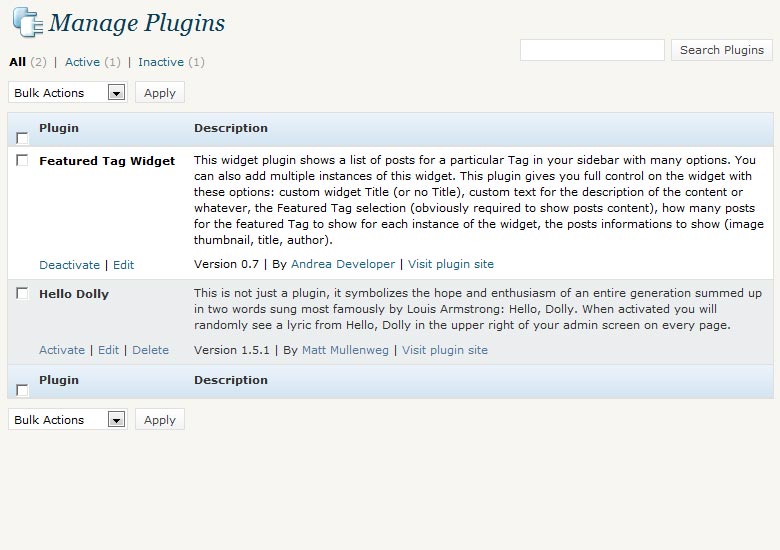 Manage Plugins
Search Plugins
All (2) | Active (1) | Inactive (1)
Bulk Actions Apply
Plugin Description
Featured Tag Widget This widget plugin shows a list of posts for a particular Tag in your sidebar with many options. You
can also add multiple instances of this widget. This plugin gives you full control on the widget with
these options: custom widget Title (or no Title), custom text for the description of the content or
whatever, the Featured Tag selection (obviously required to show posts content), how many posts
for the featured Tag to show for each instance of the widget, the posts informations to show (image
thumbnail, title, author).
Deactivate | Edit Version 0.7 | By Andrea Developer | Visit plugin site
Hello Dolly This is not just a plugin, it symbolizes the hope and enthusiasm of an entire generation summed up
in two words sung most famously by Louis Armstrong: Hello, Dolly. When activated you will
randomly see a lyric from Hello, Dolly in the upper right of your admin screen on every page.
Activate | Edit | Delete Version 1.5.1 | By Matt Mullenweg | Visit plugin site
Plugin Description
Bulk Actions Apply